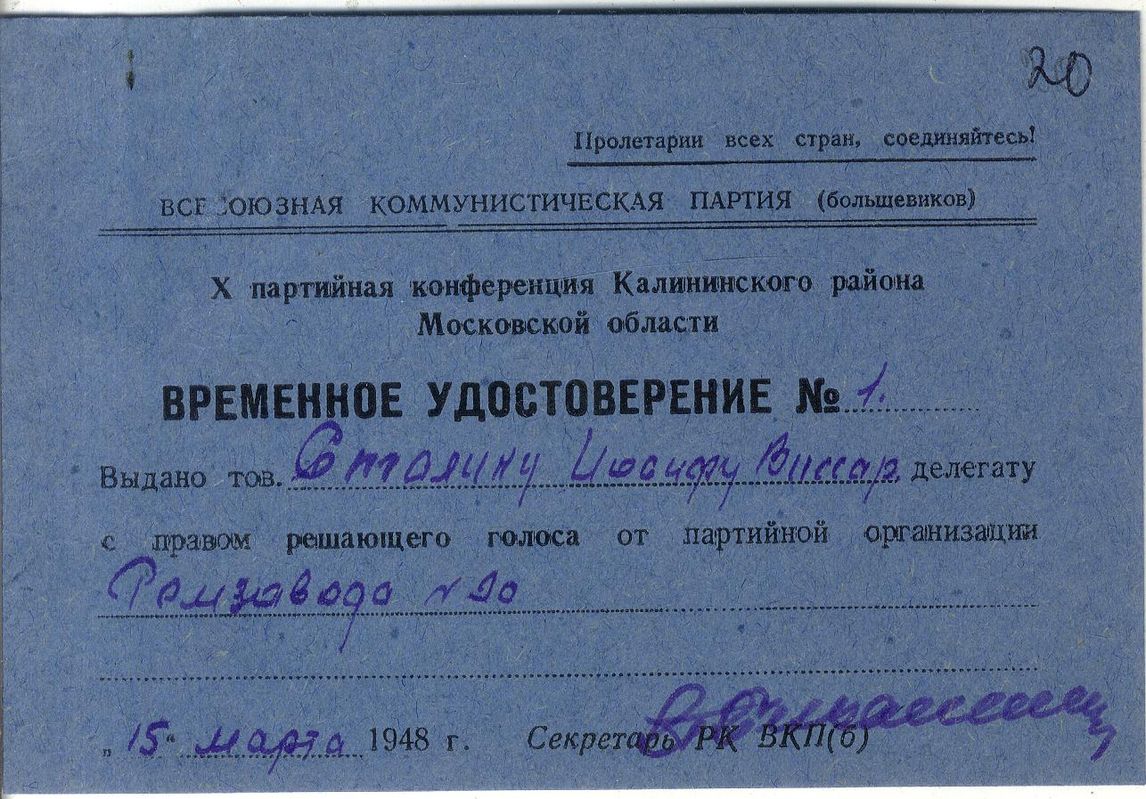 20
Пролетарии всех стран, соединяйтесь!
ВСЕСОЮЗНАЯ КОММУНИСТИЧЕСКАЯ ПАРТИЯ (большевиков)
X партийная конференция Калининского района
Московской области
ВРЕМЕННОЕ УДОСТОВЕРЕНИЕ № 1.
Выдано тов. Сталину Иосифу Виссар. делегату
с правом решающего голоса от партийной организации
Ремзавода № 20
„15“ марта 1948 г. Секретарь РК ВКП(б)